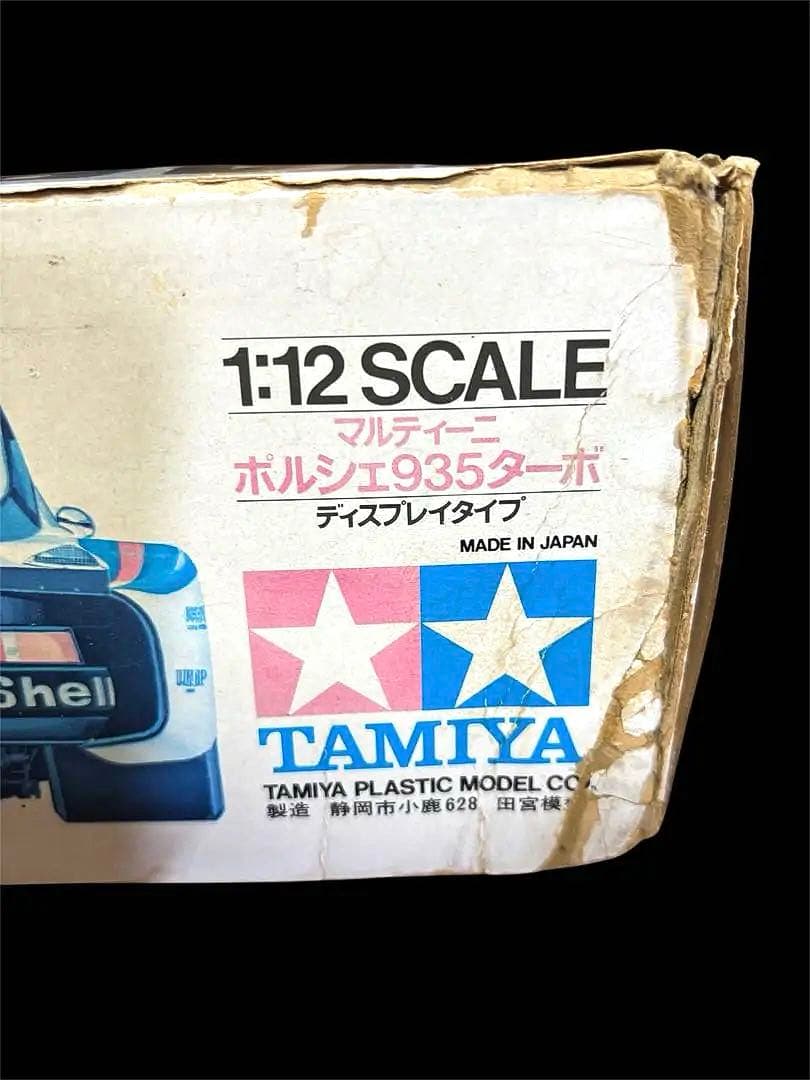 1:12 SCALE
マルティーニ
ポルシェ935ターボ
ディスプレイタイプ
MADE IN JAPAN
Shell
DUNLOP
TAMIYA
TAMIYA PLASTIC MODEL CO.
製造 静岡市小鹿628 田宮模